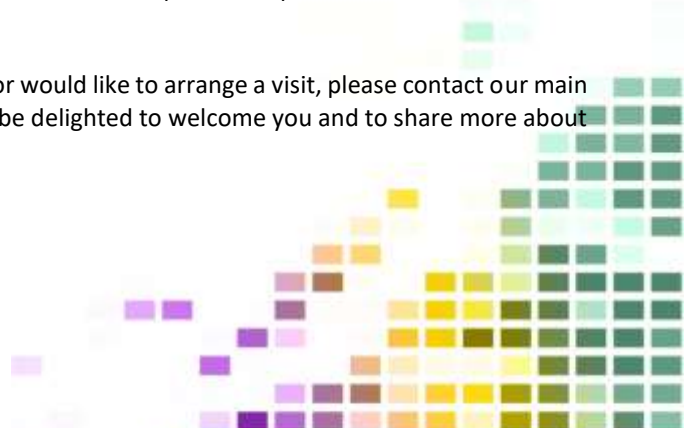 or would like to arrange a visit, please contact our main
be delighted to welcome you and to share more about